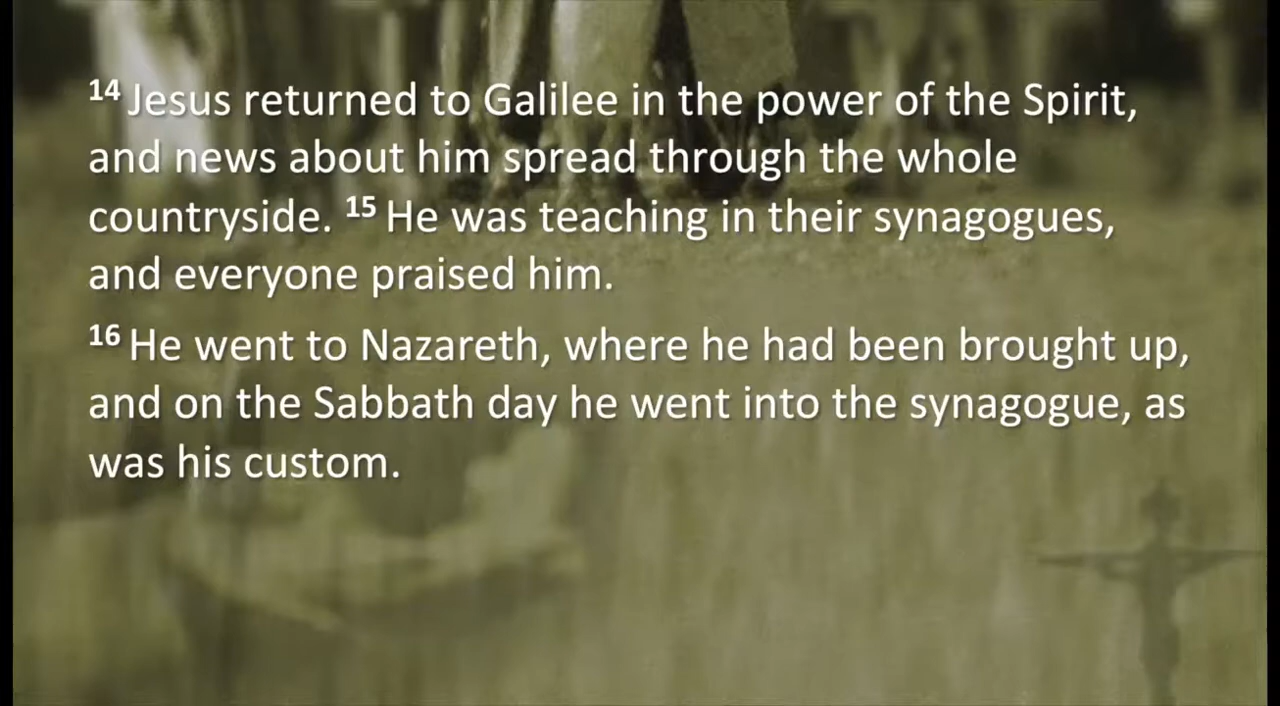 14 Jesus returned to Galilee in the power of the Spirit,
and news about him spread through the whole
countryside. 15 He was teaching in their synagogues,
and everyone praised him.
16 He went to Nazareth, where he had been brought up,
and on the Sabbath day he went into the synagogue, as
was his custom.